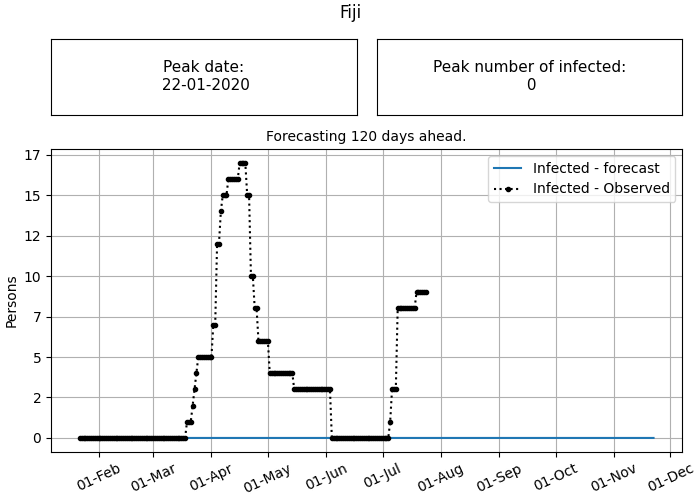 Fiji
Peak date:
22-01-2020
Peak number of infected:
0
Forecasting 120 days ahead.
Infected - forecast
Infected - Observed
Persons
17
15
12
10
7
5
2
0
01-Feb
01-Mar
01-Apr
01-May
01-Jun
01-Jul
01-Aug
01-Sep
01-Oct
01-Nov
01-Dec